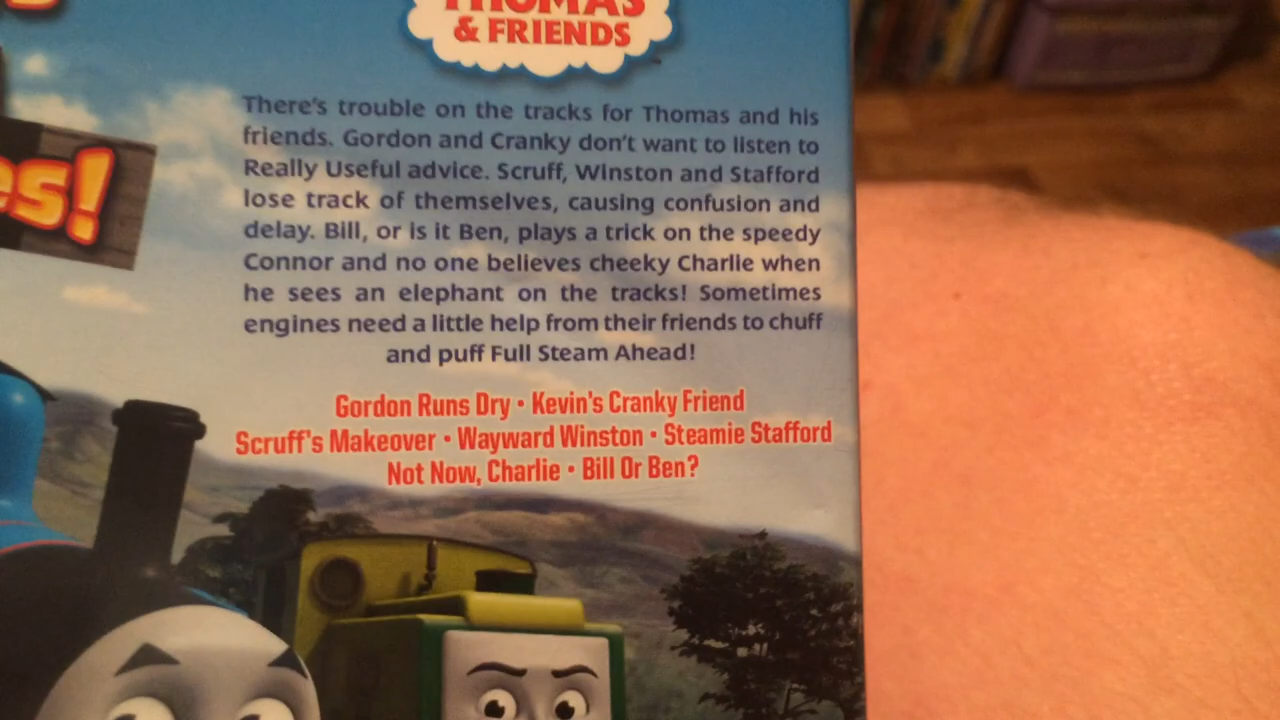 THOMAS
& FRIENDS
There's trouble on the tracks for Thomas and his
friends. Gordon and Cranky don't want to listen to
Really Useful advice. Scruff, Winston and Stafford
lose track of themselves, causing confusion and
delay. Bill, or is it Ben, plays a trick on the speedy
Connor and no one believes cheeky Charlie when
he sees an elephant on the tracks! Sometimes
engines need a little help from their friends to chuff
and puff Full Steam Ahead!
es!
Gordon Runs Dry • Kevin's Cranky Friend
Scruff's Makeover • Wayward Winston • Steamie Stafford
Not Now, Charlie • Bill Or Ben?